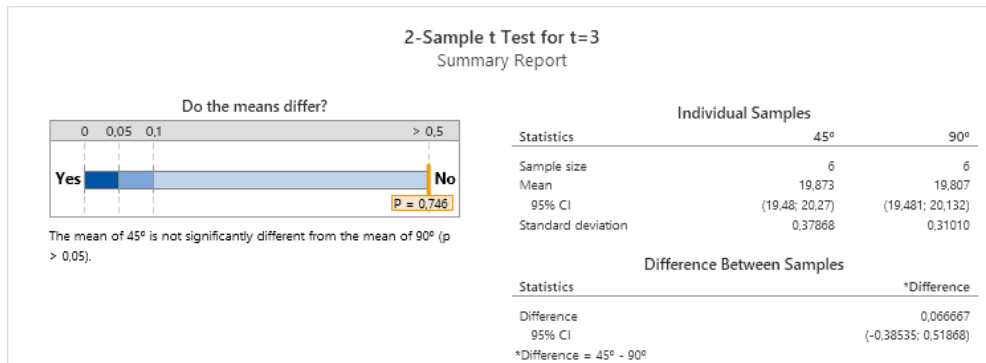 2-Sample t Test for t=3
Summary Report
Do the means differ?
0 0,05 0,1 > 0,5
Yes No
P = 0,746
The mean of 45º is not significantly different from the mean of 90º (p
> 0,05).
Individual Samples
Statistics 45º 90º
Sample size 6 6
Mean 19,873 19,807
95% CI (19,48; 20,27) (19,481; 20,132)
Standard deviation 0,37868 0,31010
Difference Between Samples
Statistics *Difference
Difference 0,066667
95% CI (-0,38535; 0,51868)
*Difference = 45º - 90º